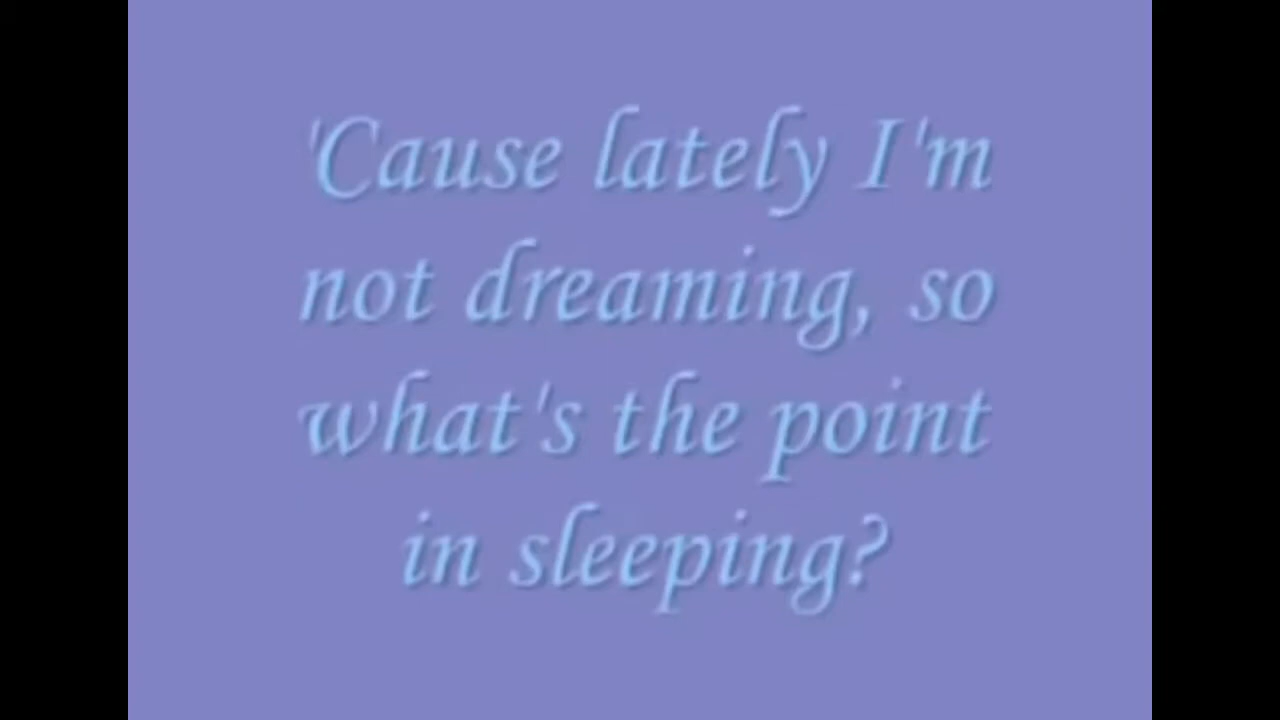 'Cause lately I'm
not dreaming, so
what's the point
in sleeping?